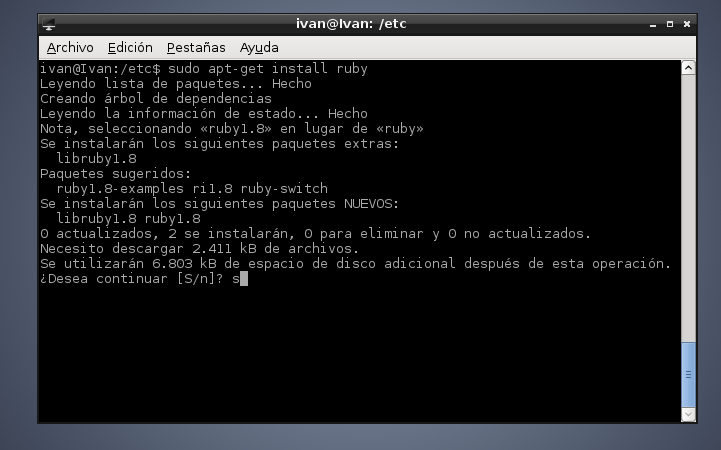 ivan@Ivan: /etc
Archivo Edición Pestañas Ayuda
ivan@Ivan:/etc$ sudo apt-get install ruby
Leyendo lista de paquetes... Hecho
Creando árbol de dependencias
Leyendo la información de estado... Hecho
Nota, seleccionando «ruby1.8» en lugar de «ruby»
Se instalarán los siguientes paquetes extras:
  libruby1.8
Paquetes sugeridos:
  ruby1.8-examples ri1.8 ruby-switch
Se instalarán los siguientes paquetes NUEVOS:
  libruby1.8 ruby1.8
0 actualizados, 2 se instalarán, 0 para eliminar y 0 no actualizados.
Necesito descargar 2.411 kB de archivos.
Se utilizarán 6.803 kB de espacio de disco adicional después de esta operación.
¿Desea continuar [S/n]? s